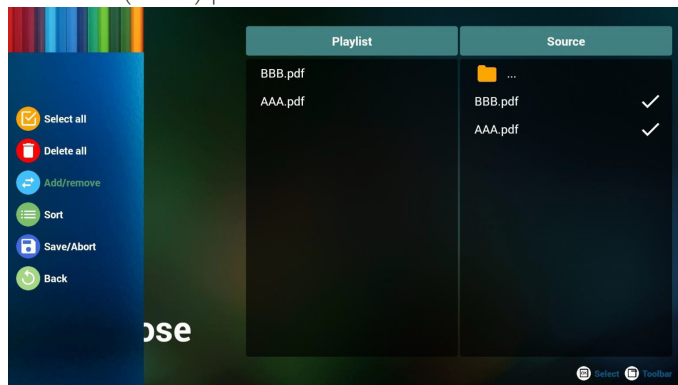 Playlist
Source
BBB.pdf
AAA.pdf
...
BBB.pdf
AAA.pdf
Select all
Delete all
Add/remove
Sort
Save/Abort
Back
ose
Select
Toolbar